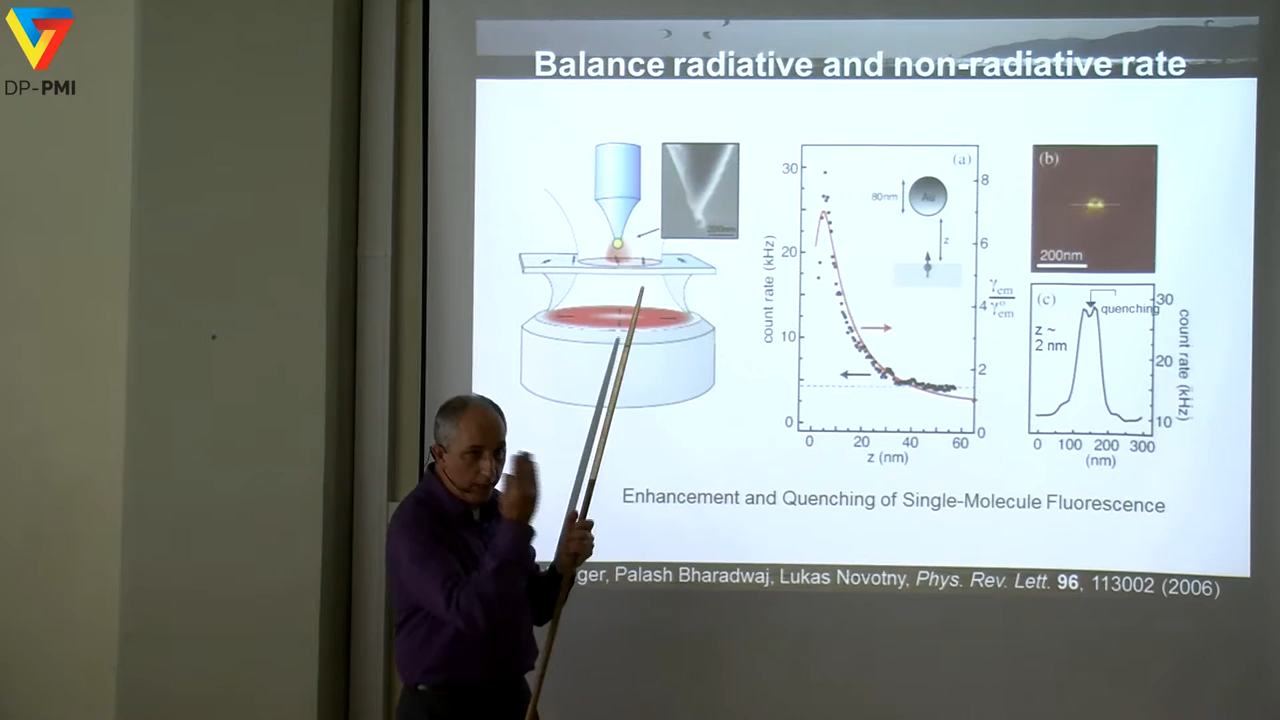 DP-PMI
Balance radiative and non-radiative rate
200nm
30
20
10
0
count rate (kHz)
0
20
40
60
z (nm)
(a)
80nm
Au
z
8
6
4
2
0
γem
γ°em
(b)
200nm
(c)
quenching
z ~
2 nm
30
20
10
count rate (kHz)
0 100 200 300
(nm)
Enhancement and Quenching of Single-Molecule Fluorescence
Palash Bharadwaj, Lukas Novotny, Phys. Rev. Lett. 96, 113002 (2006)